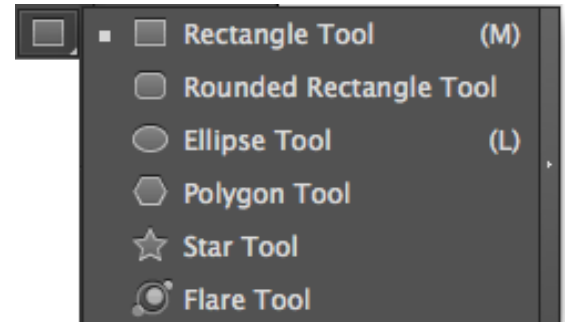 Rectangle Tool (M)
Rounded Rectangle Tool
Ellipse Tool (L)
Polygon Tool
Star Tool
Flare Tool